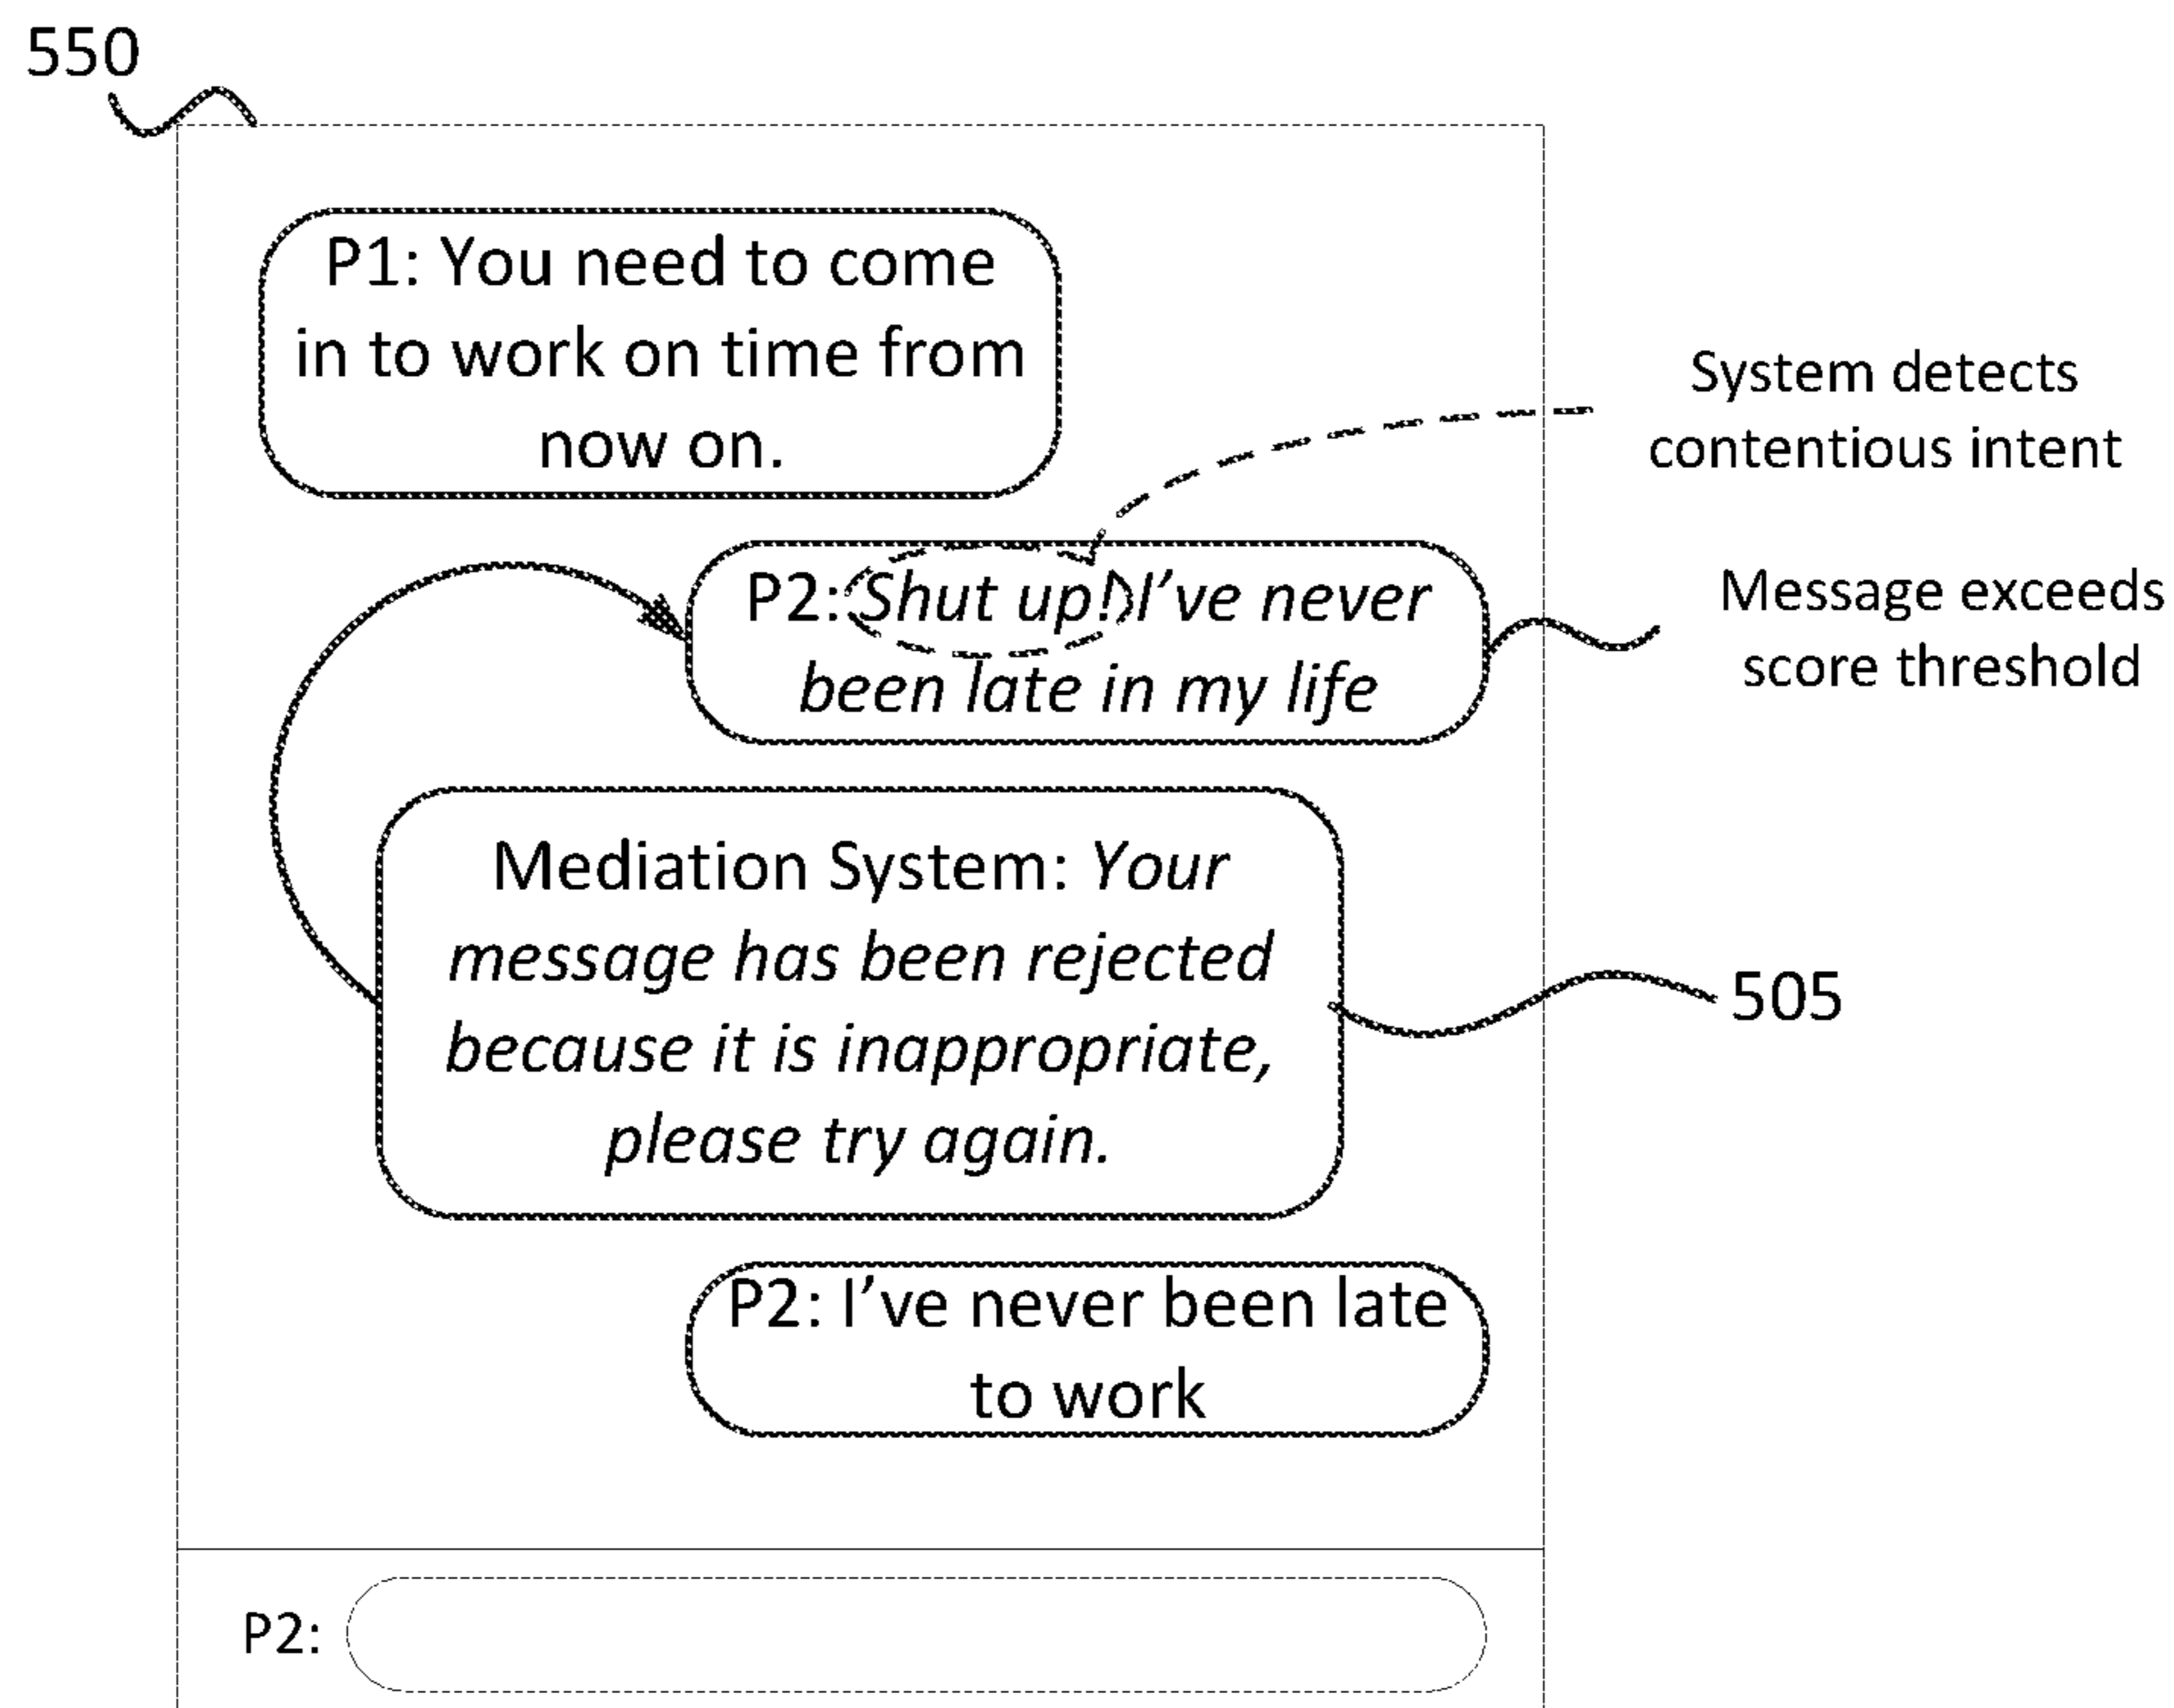 550
P1: You need to come
in to work on time from
now on.
System detects
contentious intent
P2: Shut up! I've never
been late in my life
Message exceeds
score threshold
Mediation System: Your
message has been rejected
because it is inappropriate,
please try again.
505
P2: I've never been late
to work
P2: